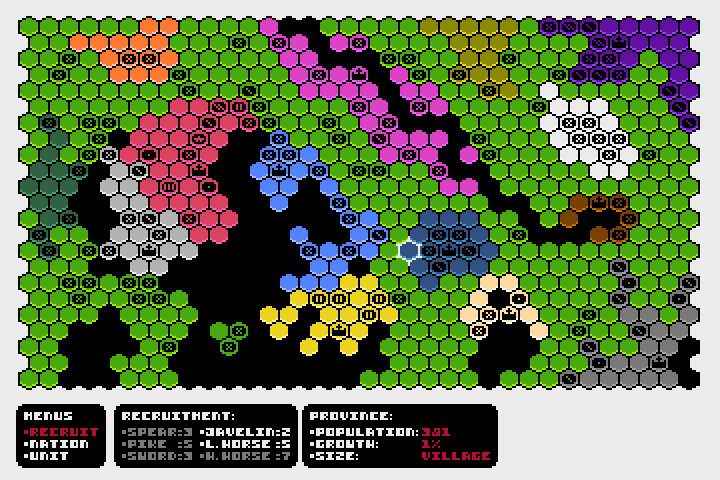 MENUS
•RECRUIT
•NATION
•UNIT
RECRUITMENT:
•SPEAR:3 •JAVELIN:2
•PIKE :5 •L.HORSE:5
•SWORD:3 •H.HORSE:7
PROVINCE:
•POPULATION:391
•GROWTH: 1%
•SIZE: VILLAGE